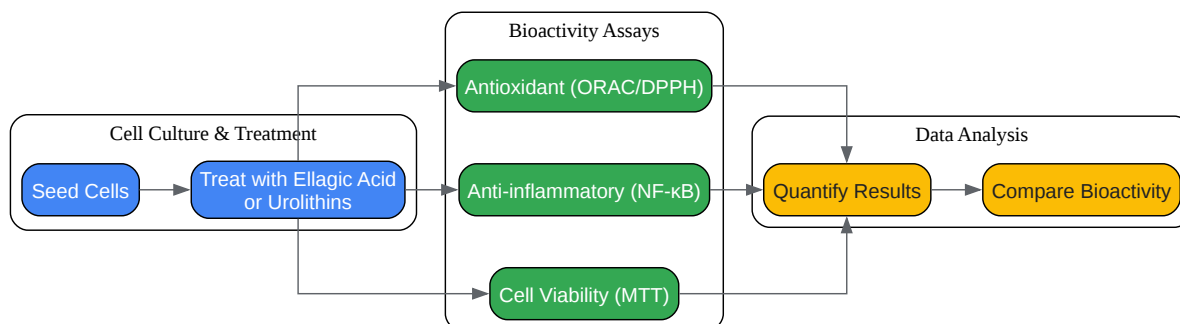 Bioactivity Assays
Antioxidant (ORAC/DPPH)
Cell Culture & Treatment
Data Analysis
Seed Cells
Treat with Ellagic Acid
or Urolithins
Anti-inflammatory (NF-κB)
Quantify Results
Compare Bioactivity
Cell Viability (MTT)